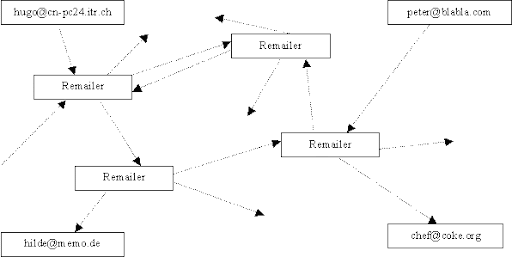 hugo@cn-pc24.itr.ch
peter@blabla.com
Remailer
Remailer
Remailer
Remailer
hilde@memo.de
chef@coke.org